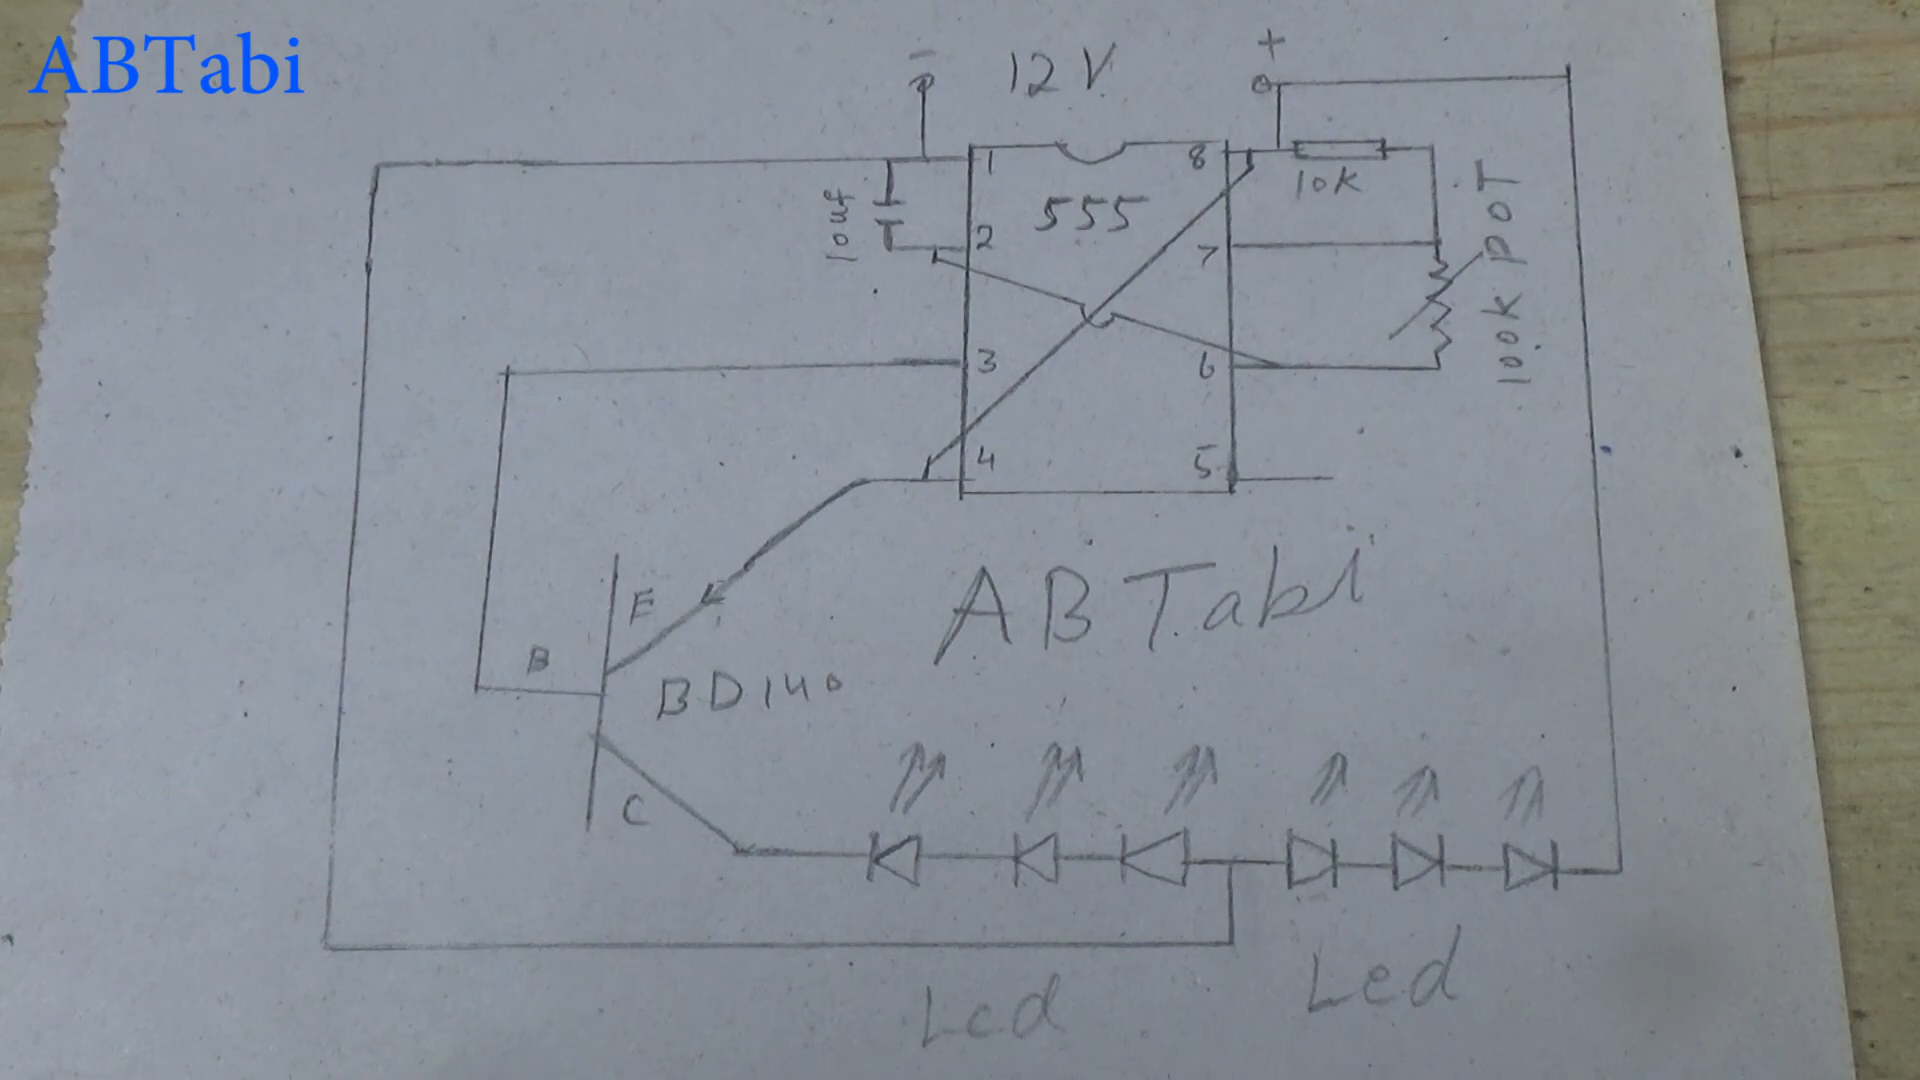 ABTabi
- 12V +
1 8
10K
10uf
555
2 7
100K POT
3 6
4 5
E
B
BD140
C
ABTabi
Led
Led